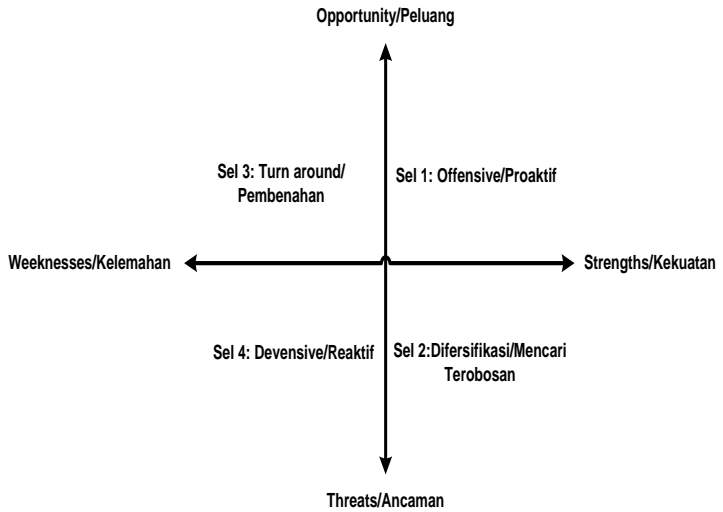 Opportunity/Peluang
Sel 3: Turn around/
Pembenahan
Sel 1: Offensive/Proaktif
Weeknesses/Kelemahan
Strengths/Kekuatan
Sel 4: Devensive/Reaktif
Sel 2:Difersifikasi/Mencari
Terobosan
Threats/Ancaman